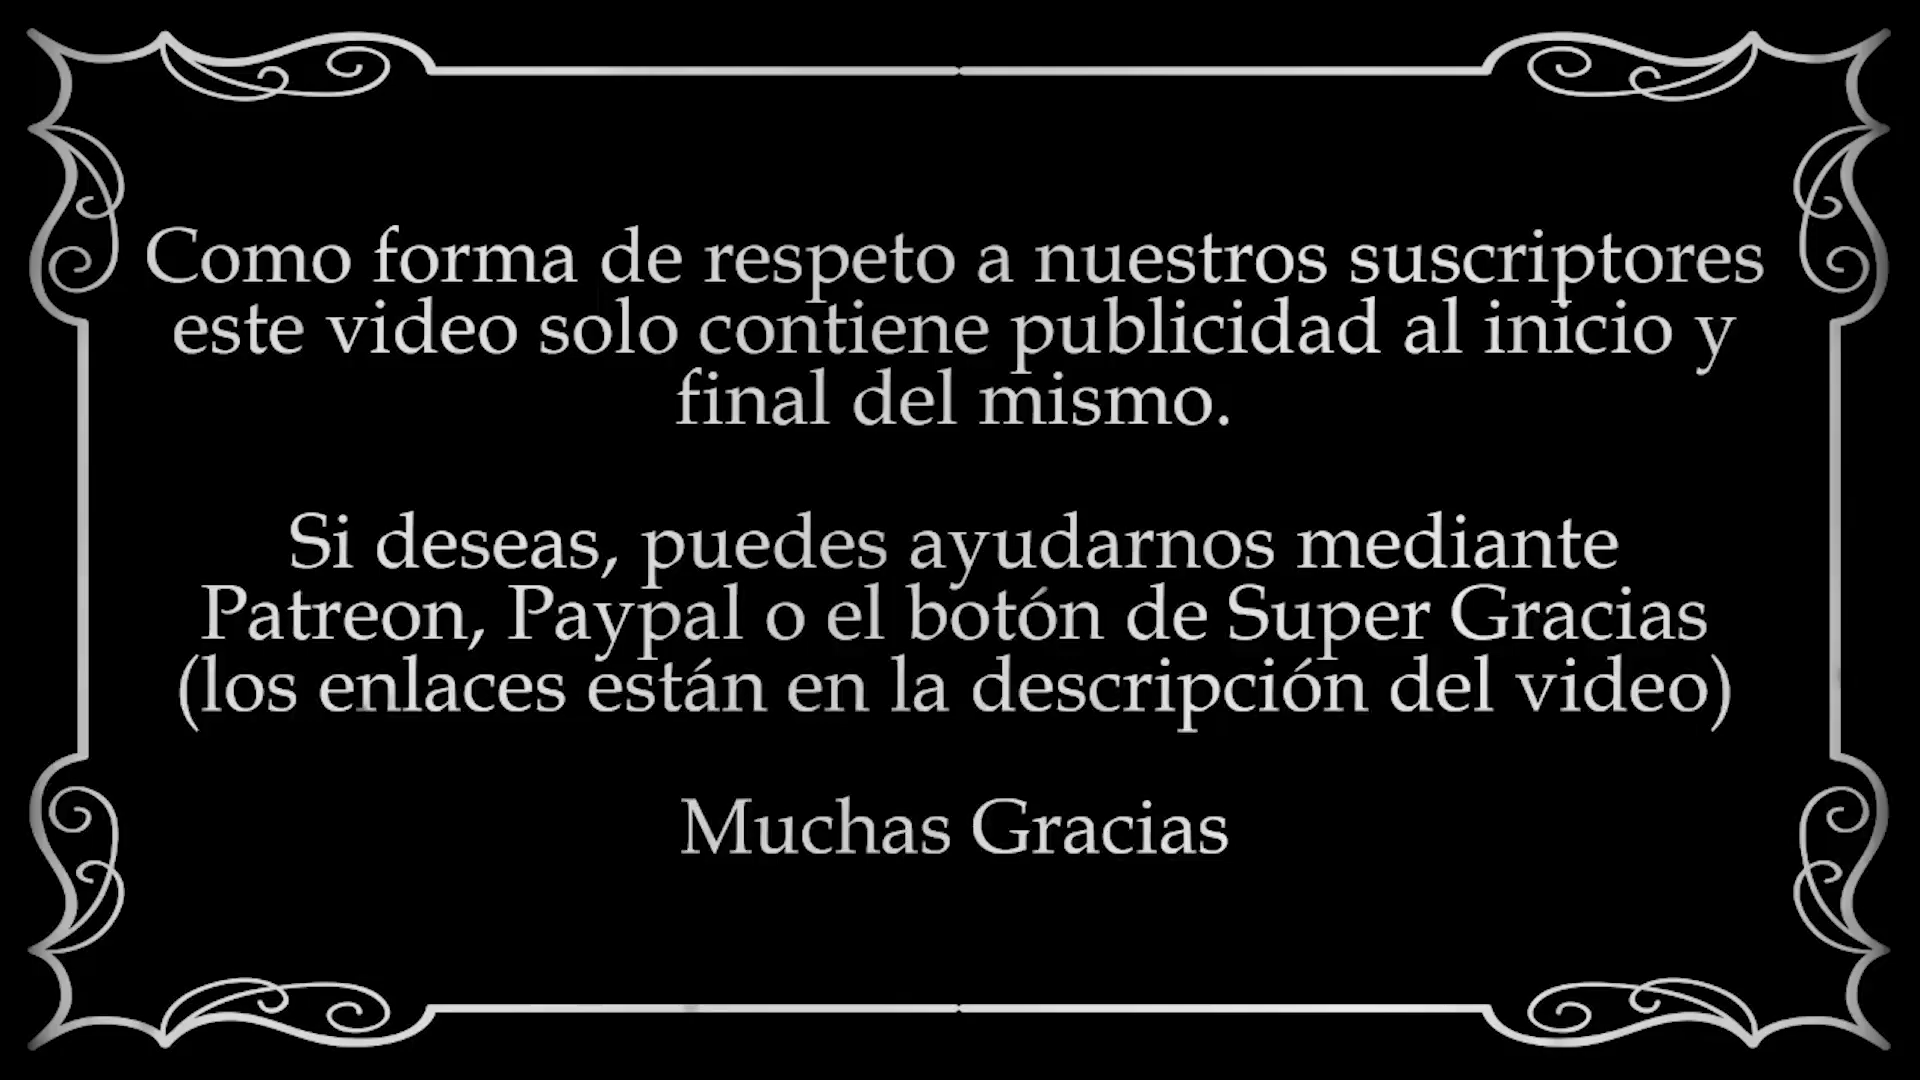 Como forma de respeto a nuestros suscriptores
este video solo contiene publicidad al inicio y
final del mismo.
Si deseas, puedes ayudarnos mediante
Patreon, Paypal o el botón de Super Gracias
(los enlaces están en la descripción del video)
Muchas Gracias